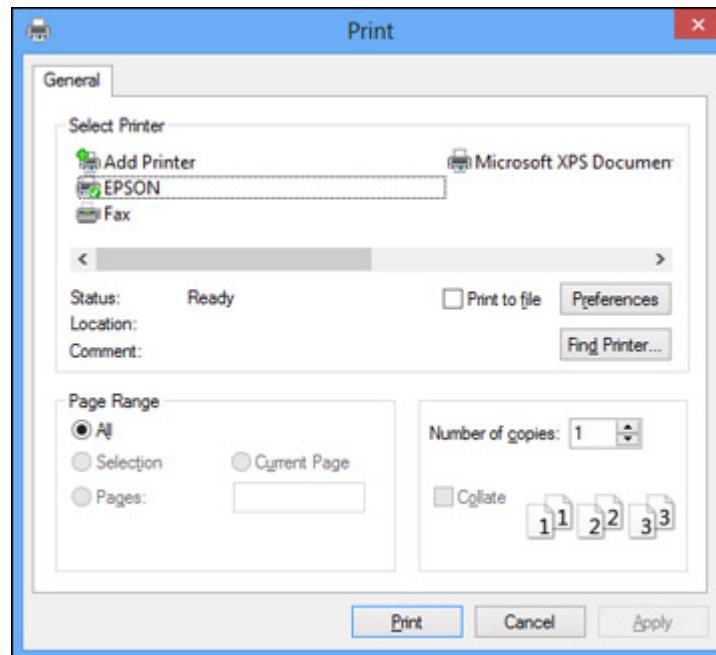 Print
General
Select Printer
Add Printer
Microsoft XPS Documen
EPSON
Fax
Status: Ready
Print to file
Preferences
Location:
Comment:
Find Printer...
Page Range
All
Selection
Current Page
Pages:
Number of copies: 1
Collate
1 1 2 2 3 3
Print
Cancel
Apply